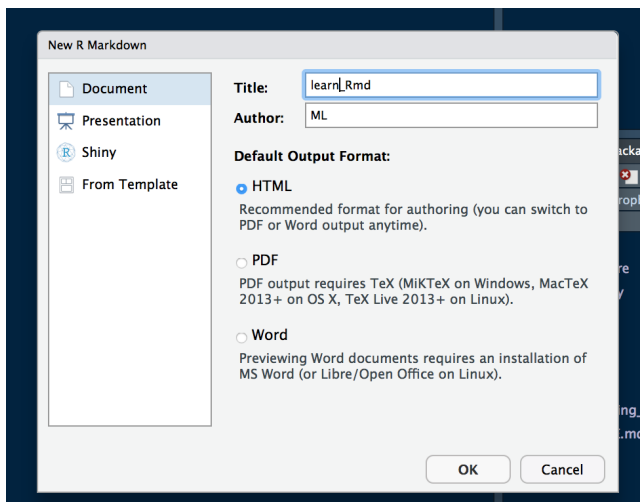 New R Markdown
Document
Presentation
R Shiny
From Template
Title: learn_Rmd
Author: ML
Default Output Format:
HTML
Recommended format for authoring (you can switch to
PDF or Word output anytime).
PDF
PDF output requires TeX (MiKTeX on Windows, MacTeX
2013+ on OS X, TeX Live 2013+ on Linux).
Word
Previewing Word documents requires an installation of
MS Word (or Libre/Open Office on Linux).
OK Cancel